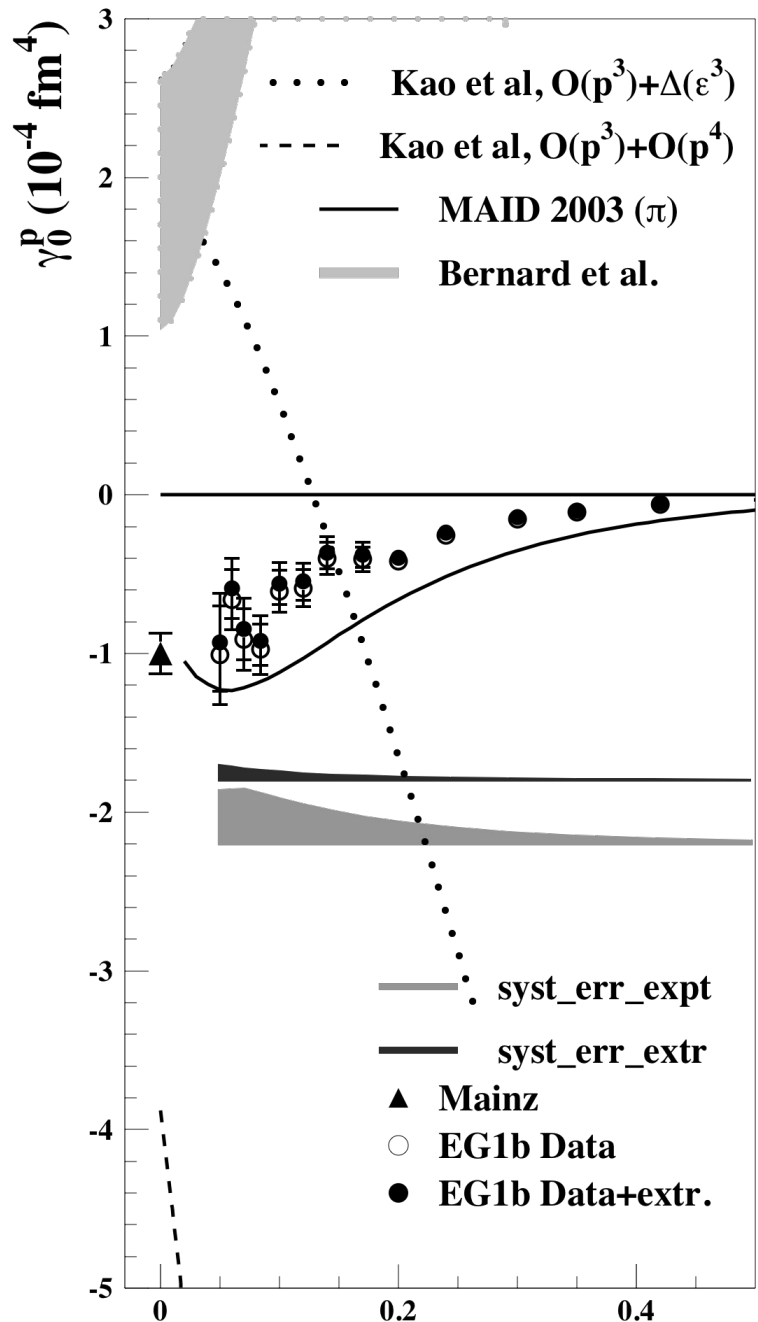 γ₀ᵖ (10⁻⁴ fm⁴)
3
2
1
0
-1
-2
-3
-4
-5
Kao et al, O(p³)+Δ(ε³)
Kao et al, O(p³)+O(p⁴)
MAID 2003 (π)
Bernard et al.
syst_err_expt
syst_err_extr
Mainz
EG1b Data
EG1b Data+extr.
0
0.2
0.4